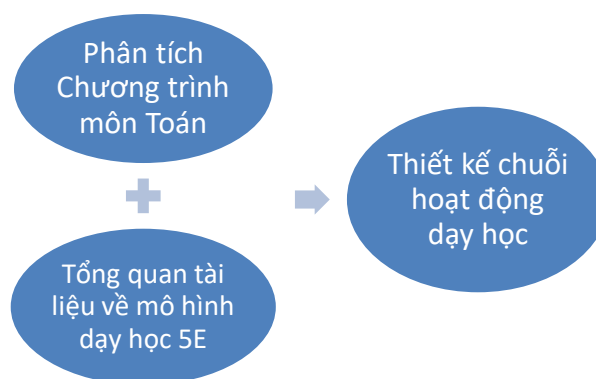 Phân tích
Chương trình
môn Toán
Tổng quan tài
liệu về mô hình
dạy học 5E
Thiết kế chuỗi
hoạt động
dạy học